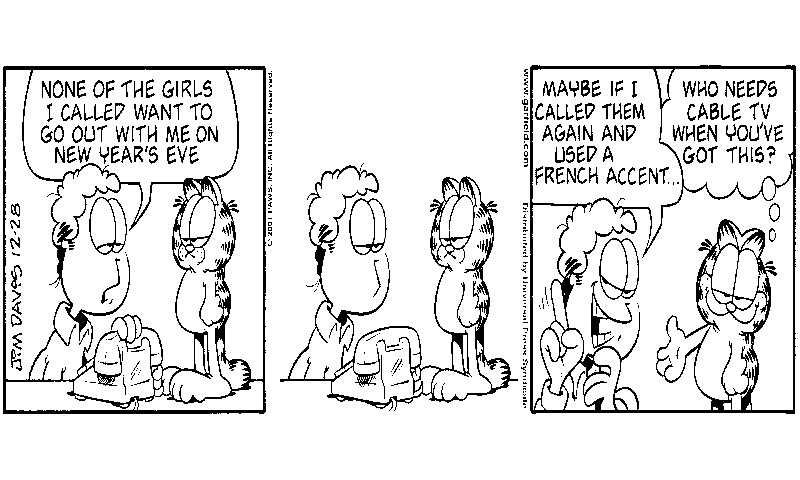 NONE OF THE GIRLS
I CALLED WANT TO
GO OUT WITH ME ON
NEW YEAR'S EVE
JIM DAVIS 12-28
© 2001 PAWS, INC. All Rights Reserved.
www.garfield.com
Distributed by Universal Press Syndicate
MAYBE IF I
CALLED THEM
AGAIN AND
USED A
FRENCH ACCENT...
WHO NEEDS
CABLE TV
WHEN YOU'VE
GOT THIS?